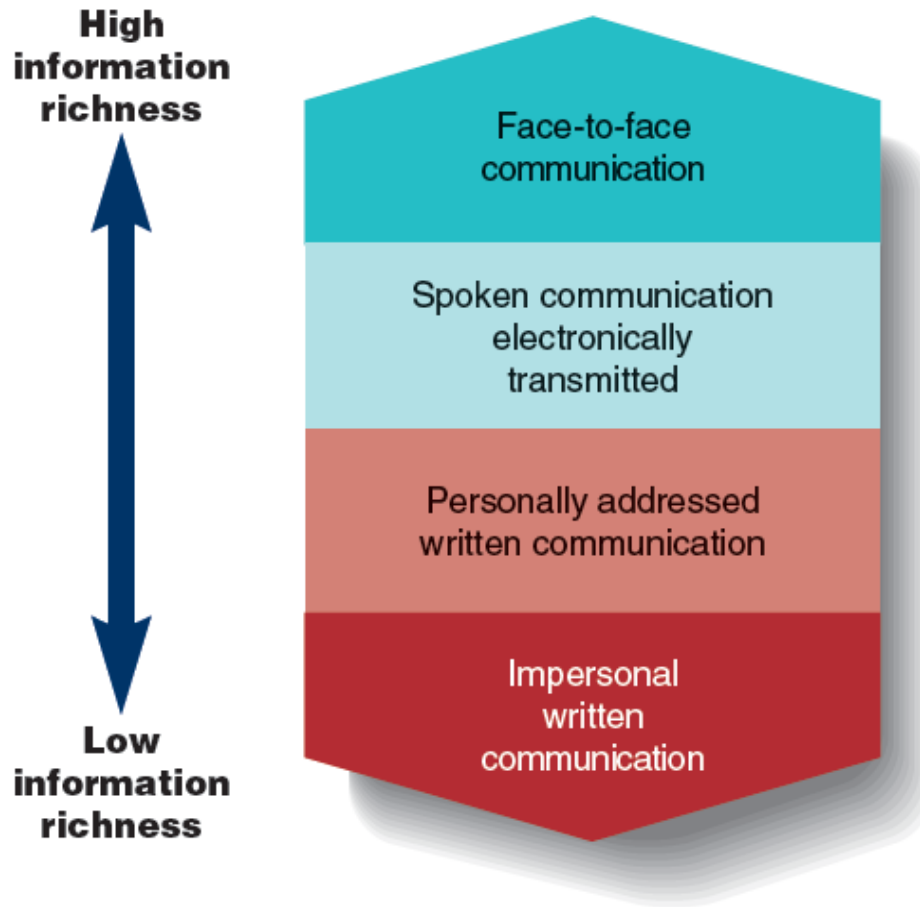 High
information
richness
Face-to-face
communication
Spoken communication
electronically
transmitted
Personally addressed
written communication
Impersonal
written
communication
Low
information
richness